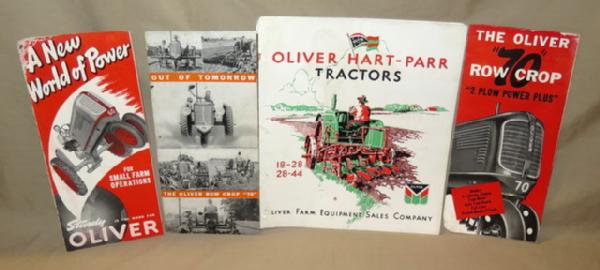 A New
World of Power
FOR
SMALL FARM
OPERATIONS
Standby
OLIVER
OUT OF TOMORROW
THE OLIVER ROW CROP "70"
OLIVER HART-PARR
TRACTORS
18-28
28-44
LIVER FARM EQUIPMENT SALES COMPANY
THE OLIVER
"70"
ROW CROP
"2 PLOW POWER PLUS"
70